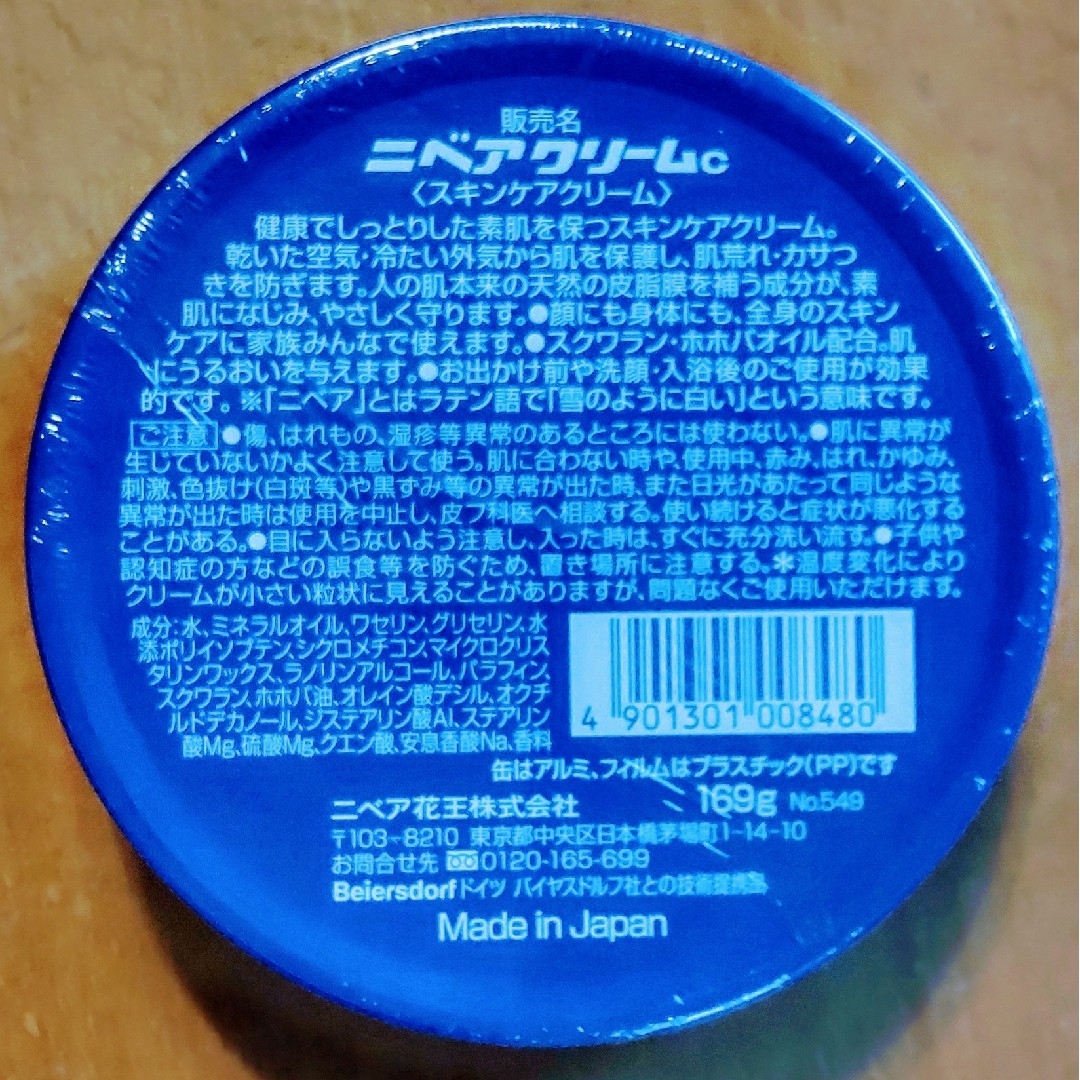 販売名
ニベアクリームc
〈スキンケアクリーム〉
健康でしっとりした素肌を保つスキンケアクリーム。
乾いた空気・冷たい外気から肌を保護し、肌荒れ・カサつ
きを防ぎます。人の肌本来の天然の皮脂膜を補う成分が、素
肌になじみ、やさしく守ります。●顔にも身体にも、全身のスキン
ケアに家族みんなで使えます。●スクワラン・ホホバオイル配合。肌
にうるおいを与えます。●お出かけ前や洗顔・入浴後のご使用が効果
的です。※「ニベア」とはラテン語で「雪のように白い」という意味です。
ご注意 ●傷、はれもの、湿疹等異常のあるところには使わない。●肌に異常が
生じていないかよく注意して使う。肌に合わない時や、使用中、赤み、はれ、かゆみ、
刺激、色抜け(白斑等)や黒ずみ等の異常が出た時、また日光があたって同じような
異常が出た時は使用を中止し、皮フ科医へ相談する。使い続けると症状が悪化する
ことがある。●目に入らないよう注意し、入った時は、すぐに充分洗い流す。●子供や
認知症の方などの誤食等を防ぐため、置き場所に注意する。＊温度変化により
クリームが小さい粒状に見えることがありますが、問題なくご使用いただけます。
成分：水、ミネラルオイル、ワセリン、グリセリン、水
添ポリイソブテン、シクロメチコン、マイクロクリス
タリンワックス、ラノリンアルコール、パラフィン、
スクワラン、ホホバ油、オレイン酸デシル、オクチ
ルドデカノール、ジステアリン酸Al、ステアリン
酸Mg、硫酸Mg、クエン酸、安息香酸Na、香料
4 901301 008480
缶はアルミ、フィルムはプラスチック(PP)です
ニベア花王株式会社 169g No.549
〒103-8210 東京都中央区日本橋茅場町1-14-10
お問合せ先 0120-165-699
Beiersdorfドイツ バイヤスドルフ社との技術提携品
Made in Japan